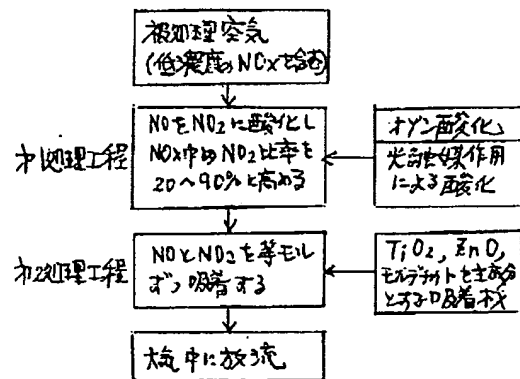 被処理空気
(低濃度のNOxを含む)
NOをNO2に酸化し
NOx中のNO2比率を
20〜90%に高める
オゾン酸化
光触媒作用
による酸化
才1処理工程
NOとNO2を等モル
ずつ吸着する
TiO2, ZnO,
モルデナイトを主成分
とする吸着材
才2処理工程
大気中に放流